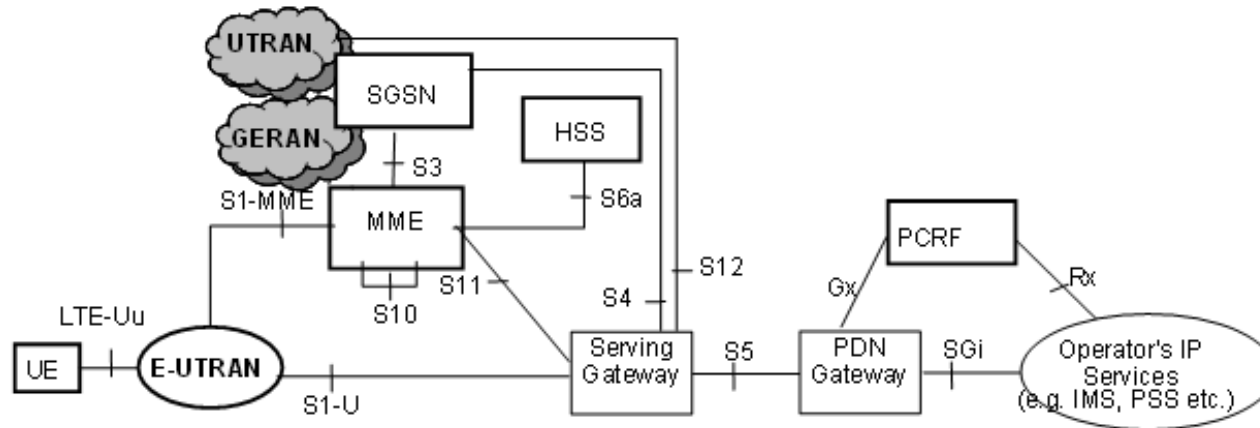 UTRAN
SGSN
HSS
GERAN
S3
S1-MME
S6a
MME
PCRF
S12
S11
Gx
Rx
S4
S10
LTE-Uu
Serving
Gateway
PDN
Gateway
S5
SGi
Operator's IP
Services
(e.g. IMS, PSS etc.)
UE
E-UTRAN
S1-U